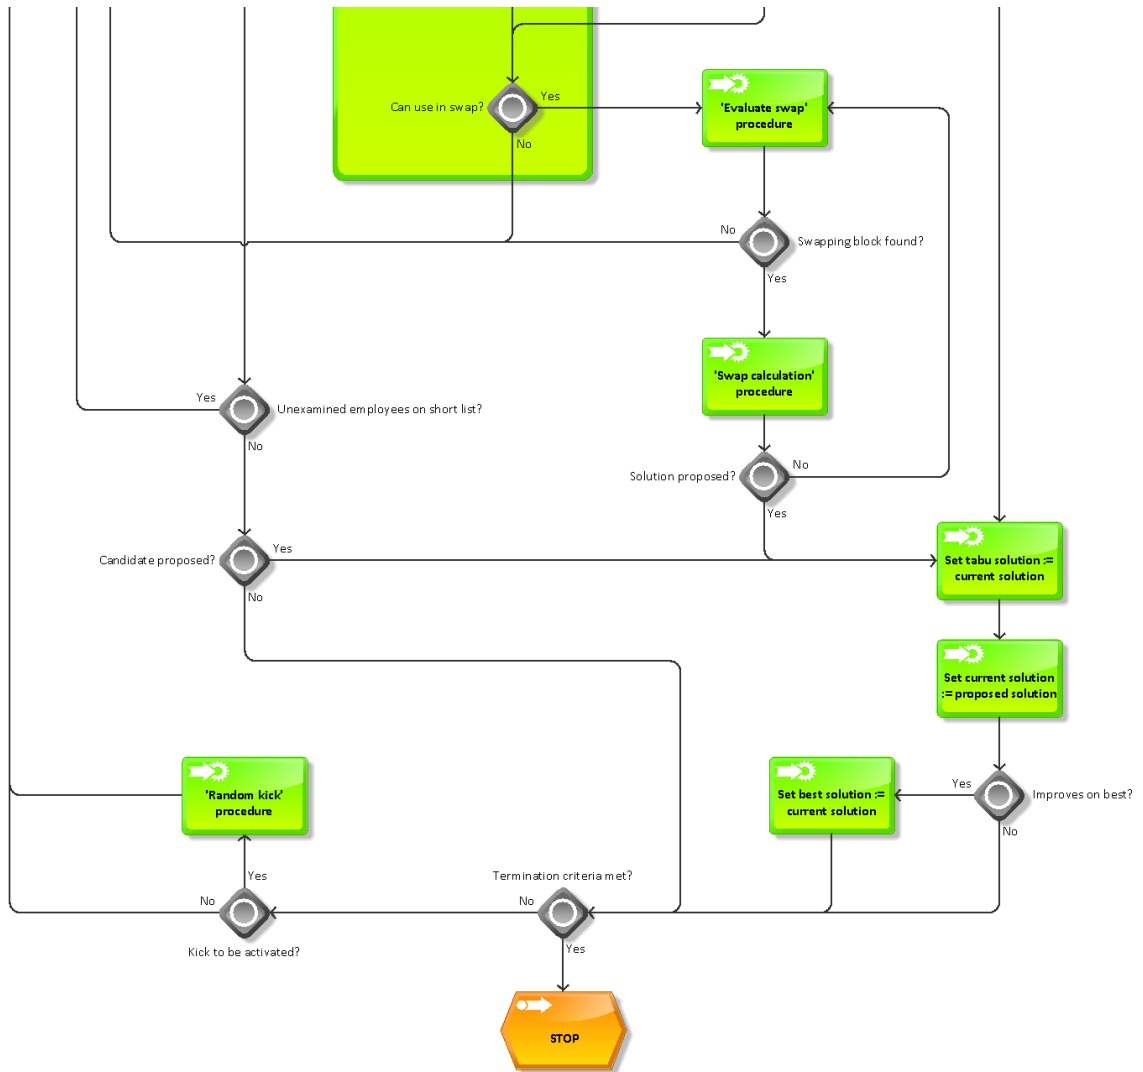 Can use in swap?
Yes
No
'Evaluate swap'
procedure
No
Swapping block found?
Yes
'Swap calculation'
procedure
Yes
Unexamined employees on short list?
No
Solution proposed?
No
Yes
Candidate proposed?
Yes
No
Set tabu solution :=
current solution
Set current solution
:= proposed solution
'Random kick'
procedure
Set best solution :=
current solution
Yes
Improves on best?
No
Termination criteria met?
Yes
No
No
Kick to be activated?
Yes
STOP